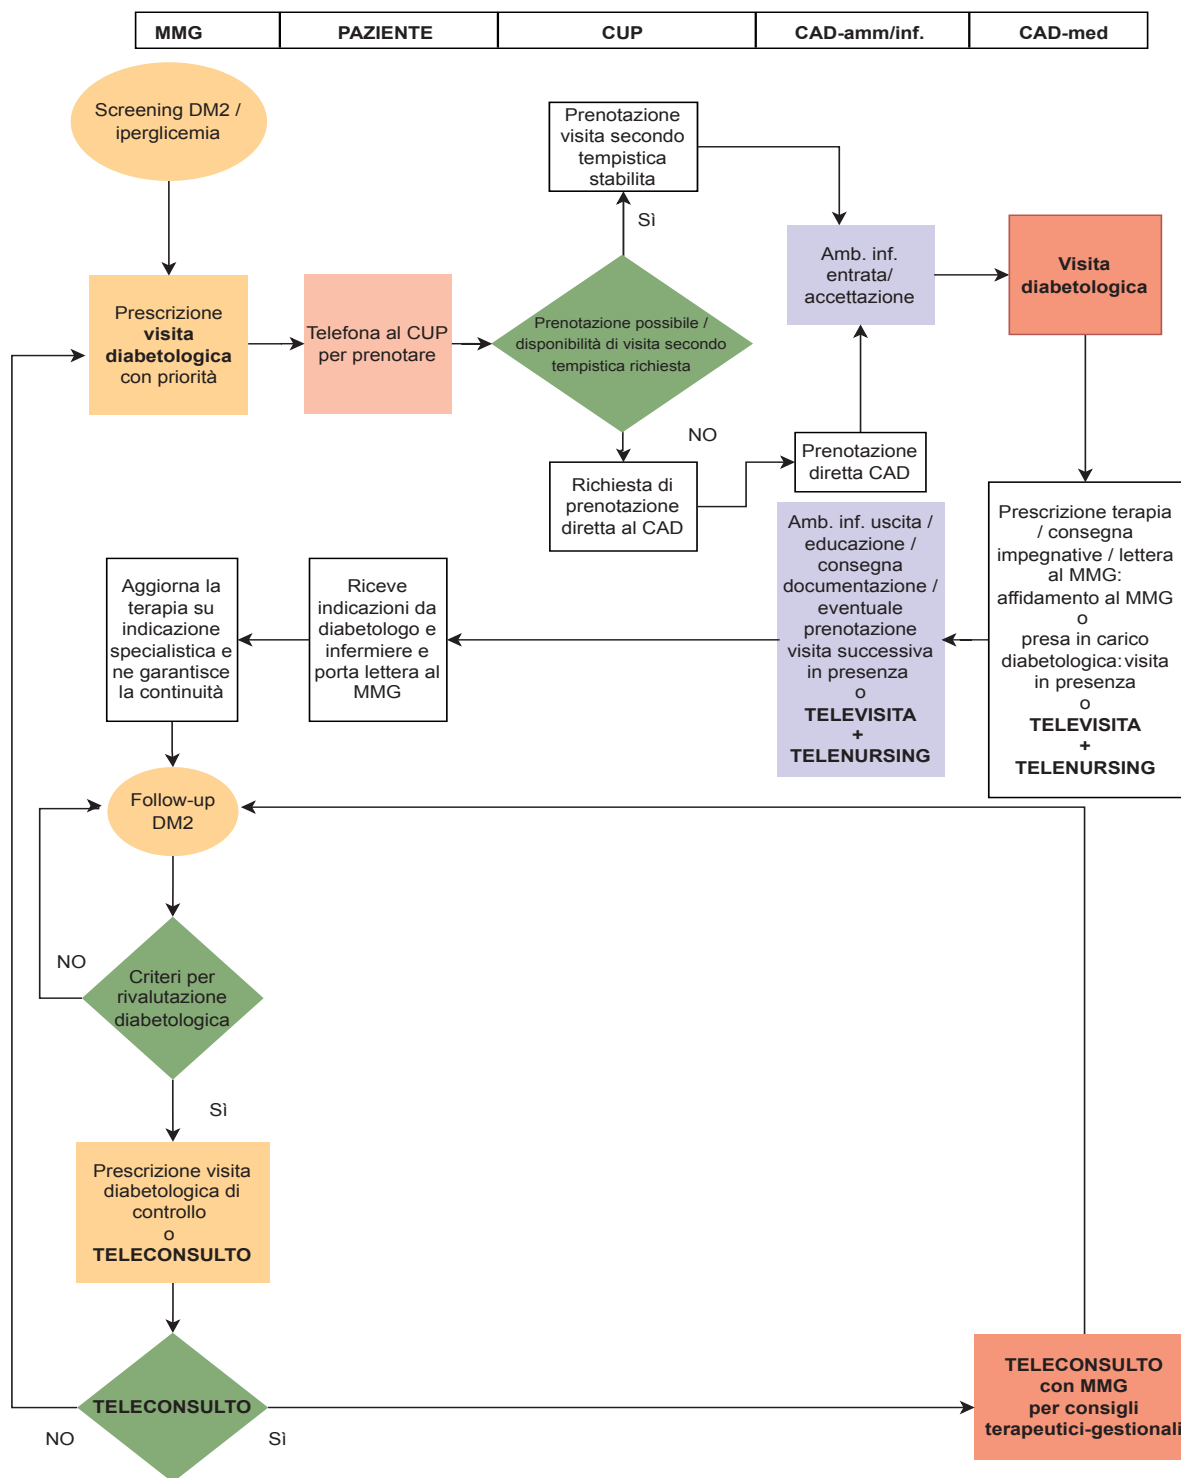 MMG
PAZIENTE
CUP
CAD-amm/inf.
CAD-med
Screening DM2 /
iperglicemia
Prenotazione
visita secondo
tempistica
stabilita
Sì
Amb. inf.
entrata/
accettazione
Visita
diabetologica
Prescrizione
visita
diabetologica
con priorità
Telefona al CUP
per prenotare
Prenotazione possibile /
disponibilità di visita secondo
tempistica richiesta
NO
Richiesta di
prenotazione
diretta al CAD
Prenotazione
diretta CAD
Prescrizione terapia
/ consegna
impegnative / lettera
al MMG:
affidamento al MMG
o
presa in carico
diabetologica: visita
in presenza
o
TELEVISITA
+
TELENURSING
Amb. inf. uscita /
educazione /
consegna
documentazione /
eventuale
prenotazione
visita successiva
in presenza
o
TELEVISITA
+
TELENURSING
Riceve
indicazioni da
diabetologo e
infermiere e
porta lettera al
MMG
Aggiorna la
terapia su
indicazione
specialistica e
ne garantisce
la continuità
Follow-up
DM2
NO
Criteri per
rivalutazione
diabetologica
Sì
Prescrizione visita
diabetologica di
controllo
o
TELECONSULTO
TELECONSULTO
NO
Sì
TELECONSULTO
con MMG
per consigli
terapeutici-gestionali